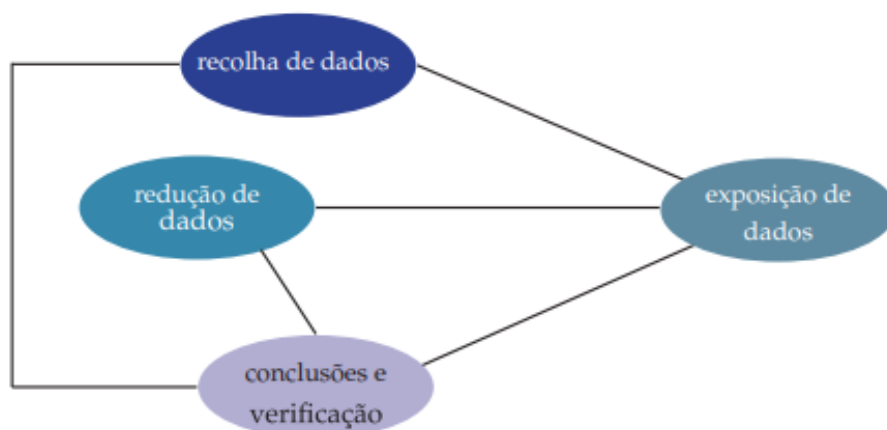 recolha de dados
redução de
dados
exposição de
dados
conclusões e
verificação